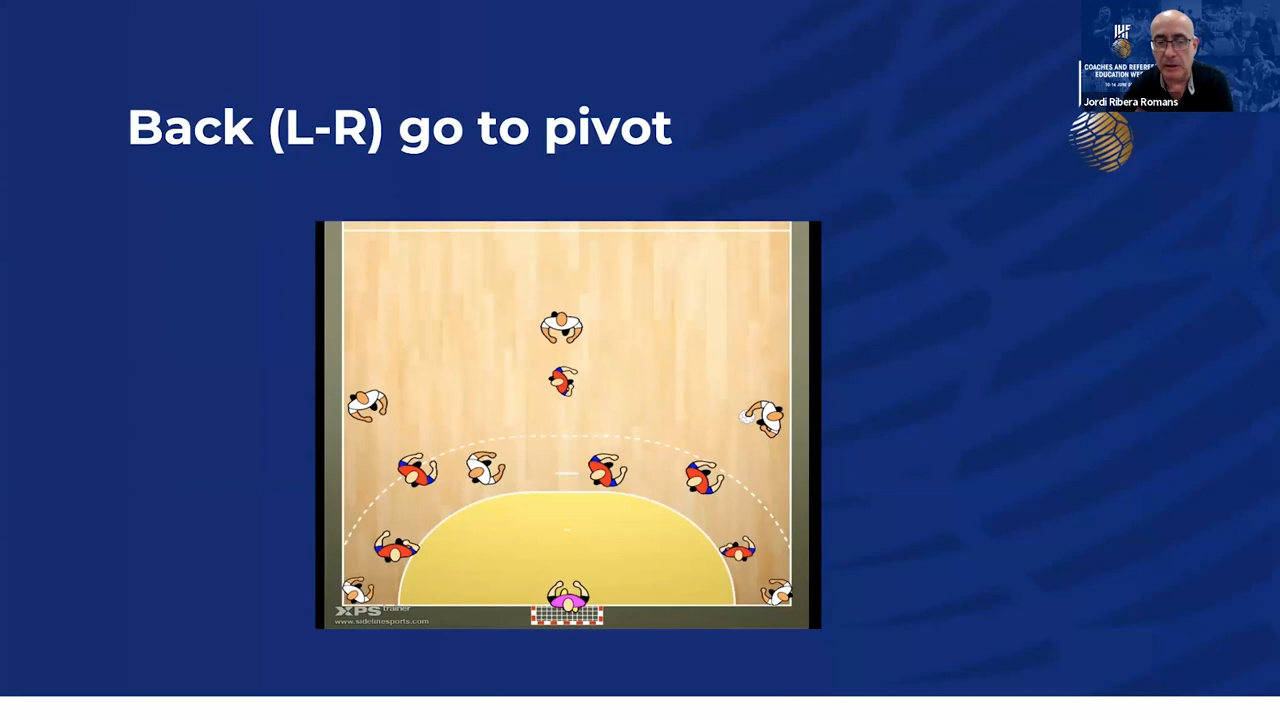 Back (L-R) go to pivot
IHF
COACHES AND REFEREE
EDUCATION WE
Jordi Ribera Romans
XPS trainer
www.sidelinesports.com